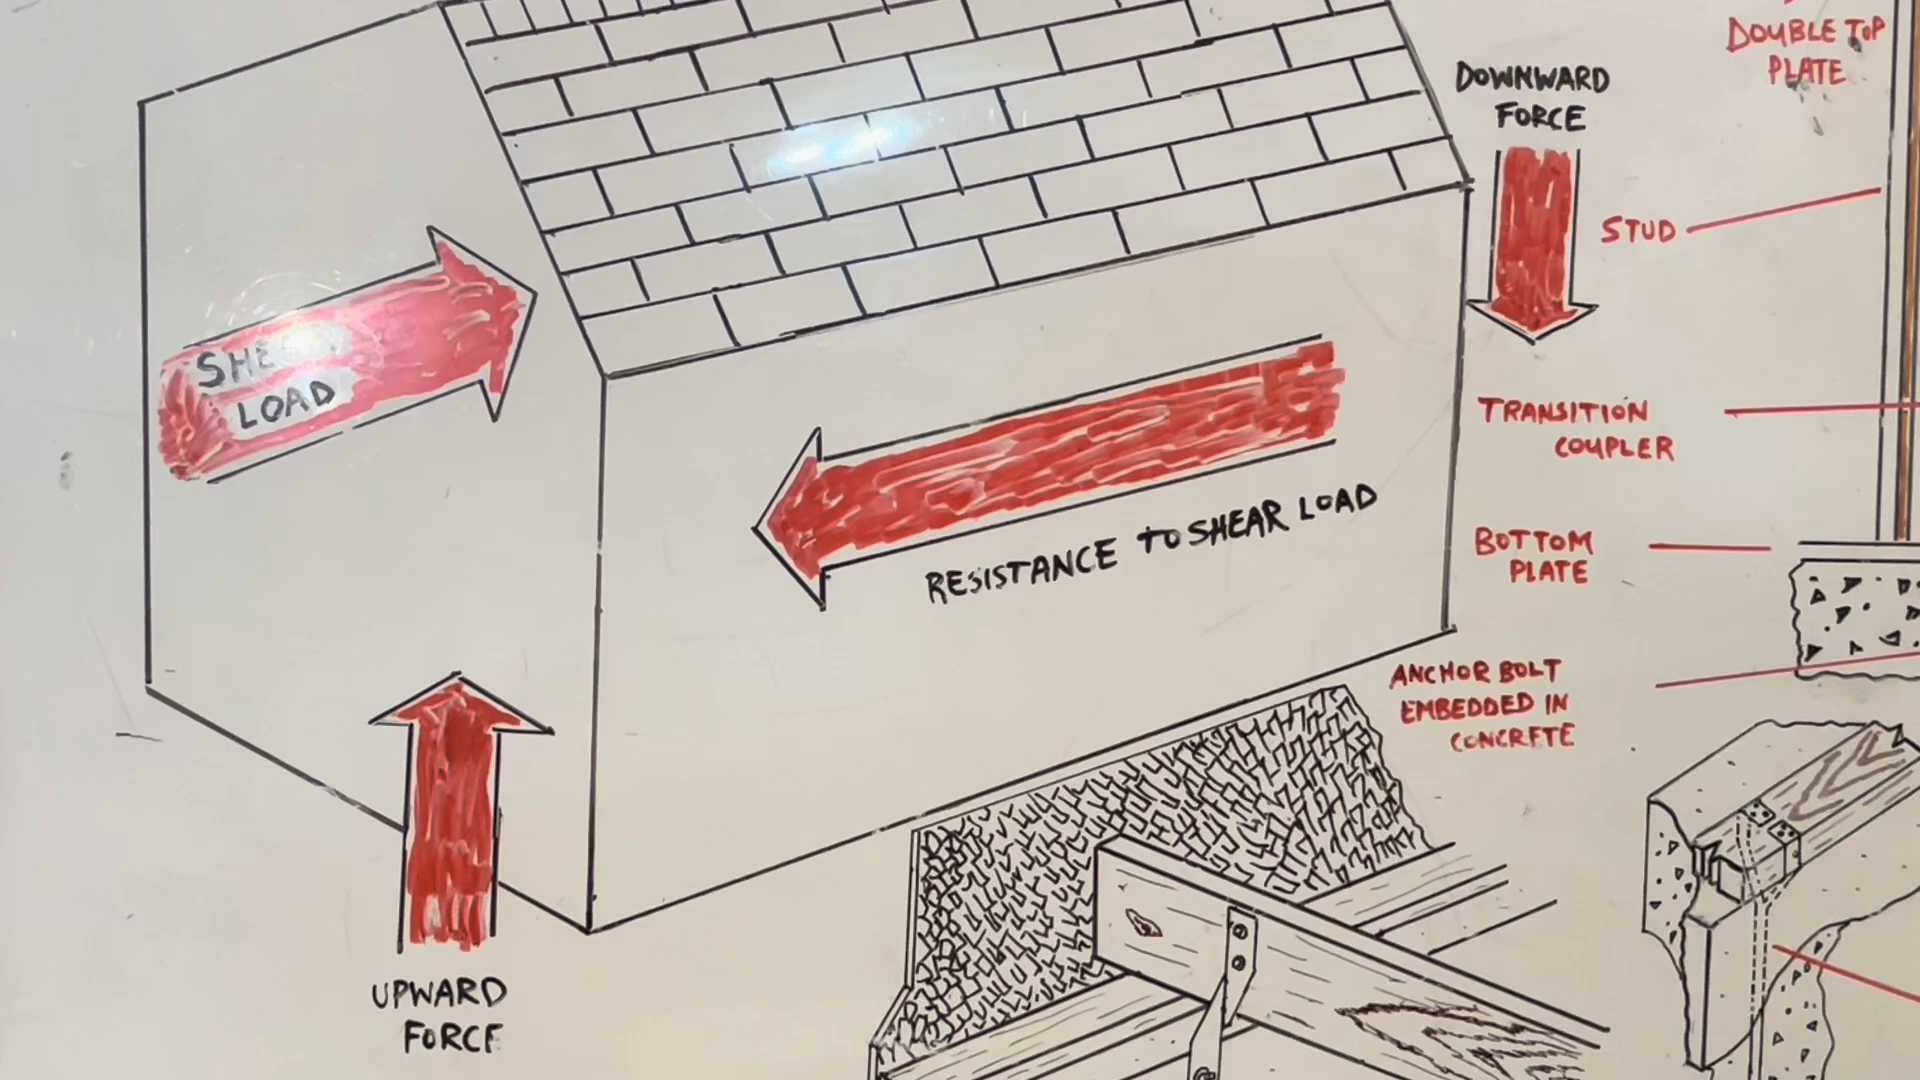 DOUBLE TOP
PLATE
DOWNWARD
FORCE
STUD
SHE
LOAD
TRANSITION
COUPLER
RESISTANCE TO SHEAR LOAD
BOTTOM
PLATE
ANCHOR BOLT
EMBEDDED IN
CONCRETE
UPWARD
FORCE